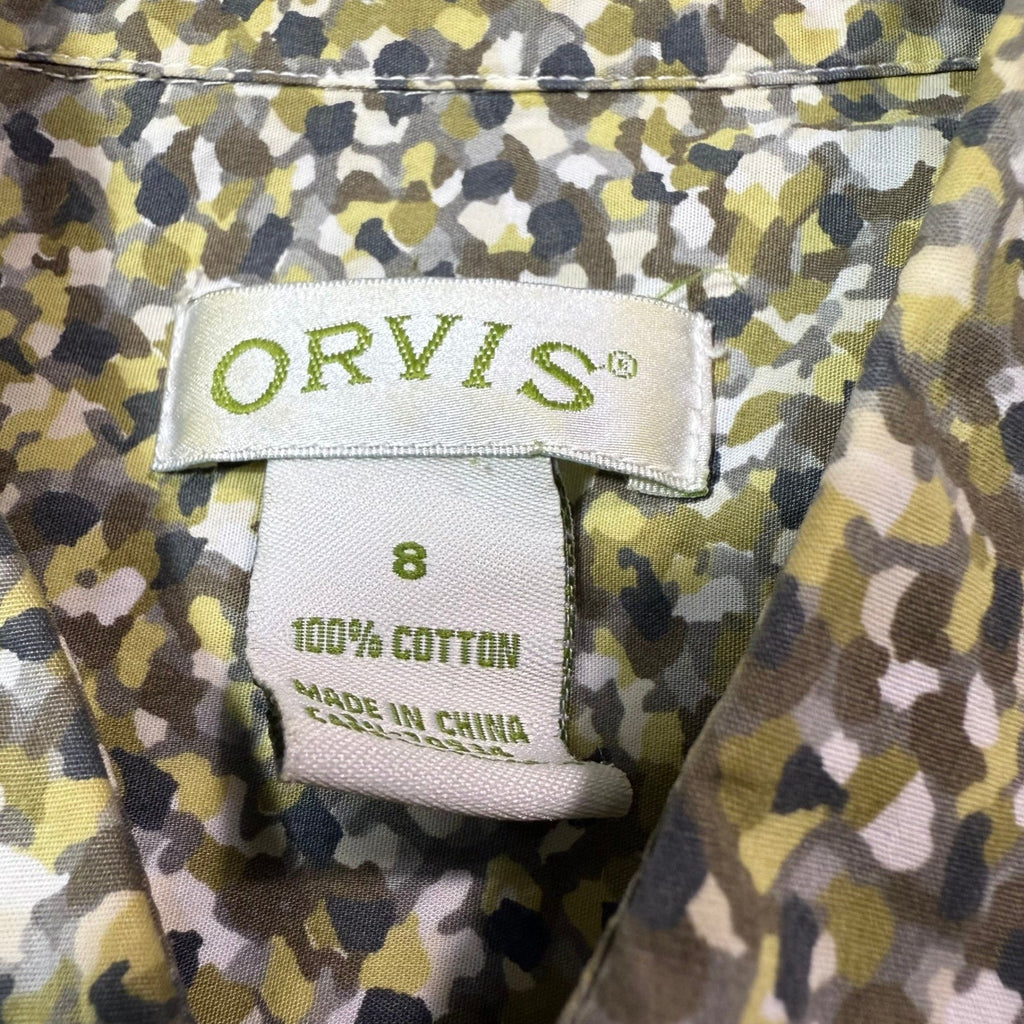 ORVIS®
8
100% COTTON
MADE IN CHINA